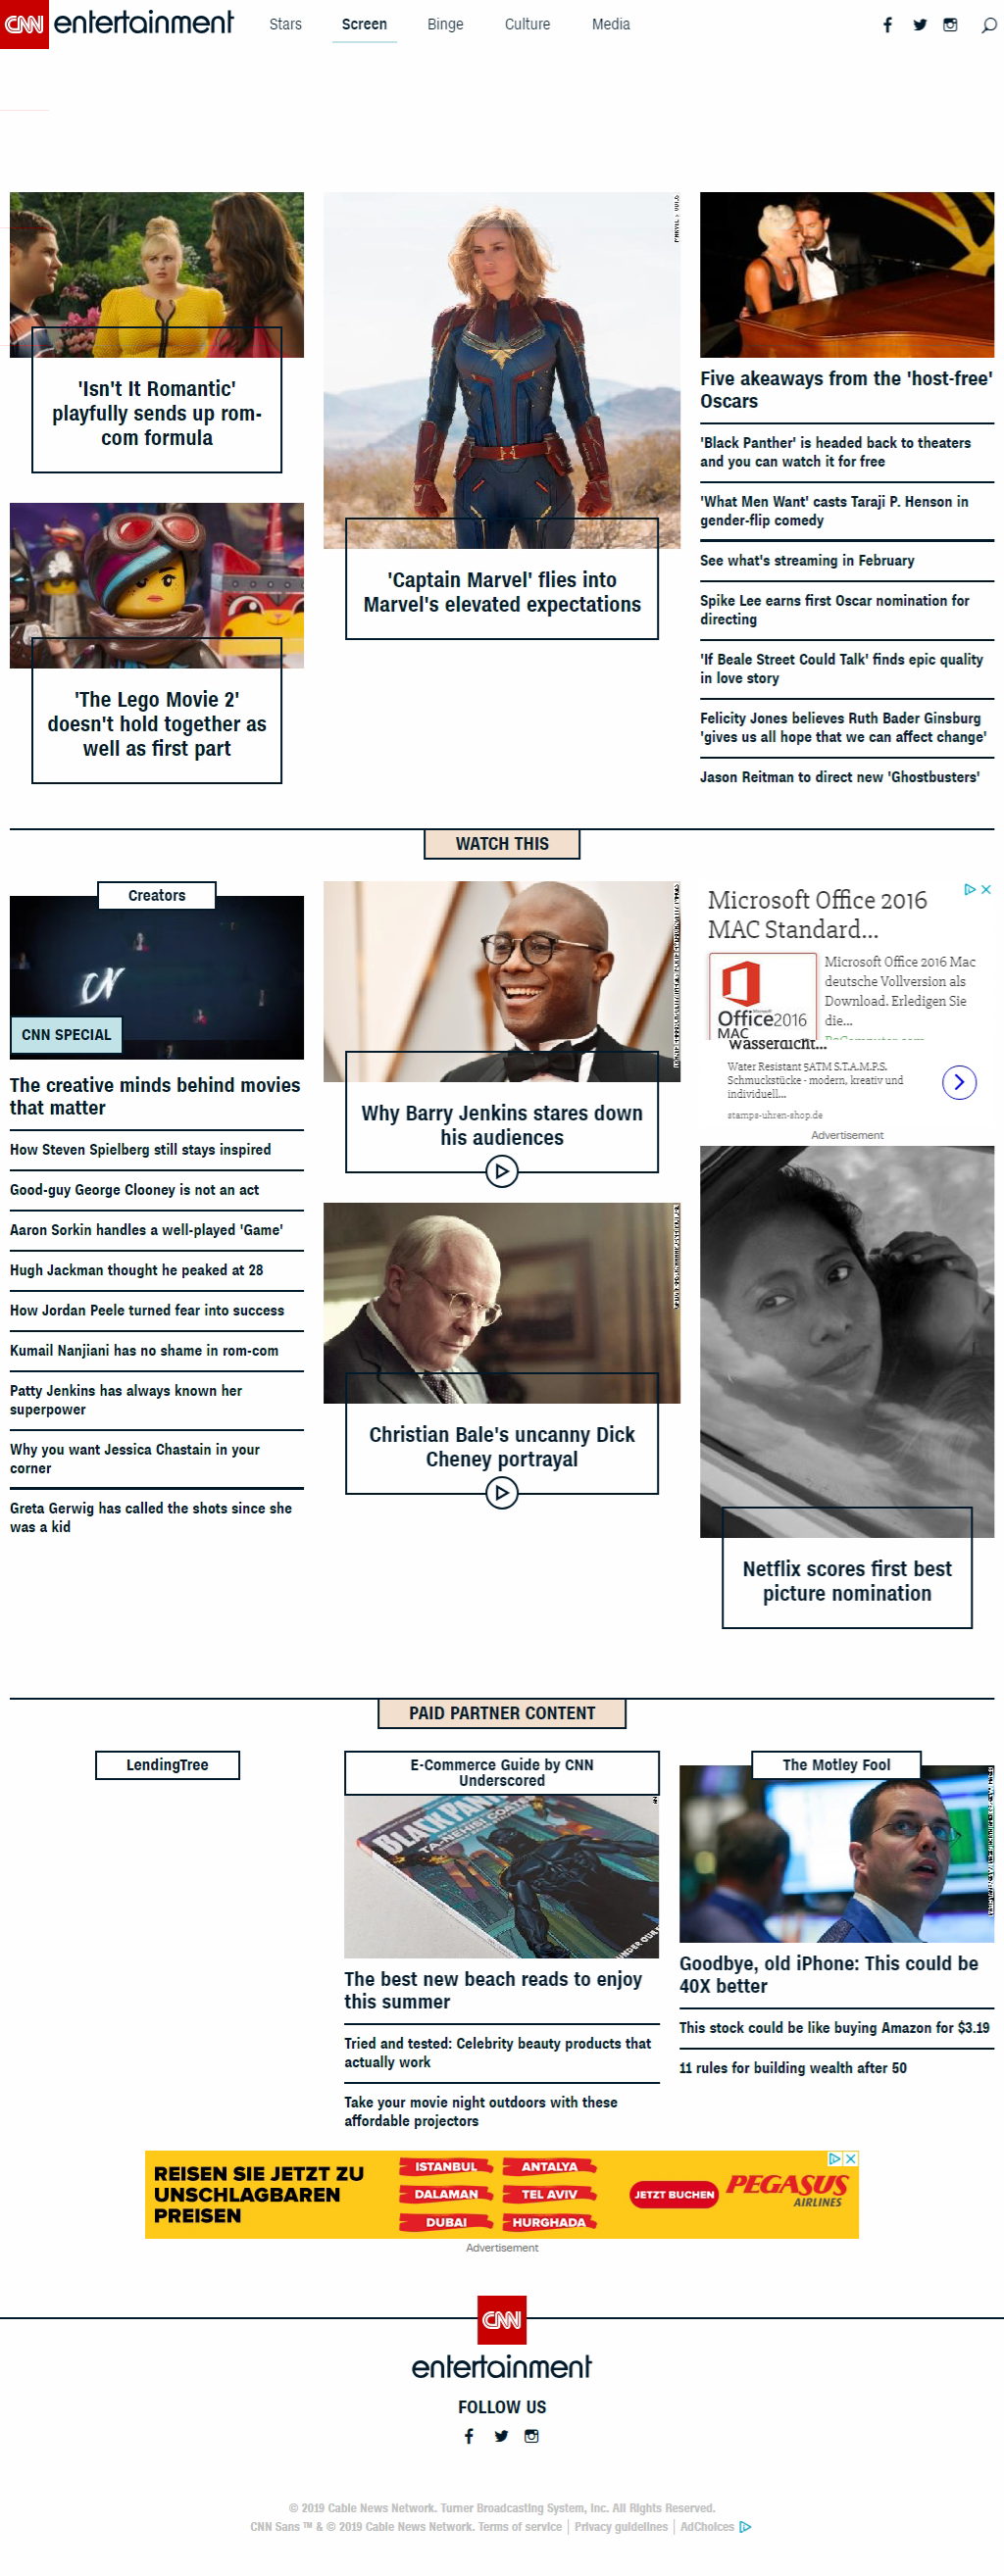 CNN entertainment
Stars
Screen
Binge
Culture
Media
'Isn't It Romantic'
playfully sends up rom-
com formula
'The Lego Movie 2'
doesn't hold together as
well as first part
'Captain Marvel' flies into
Marvel's elevated expectations
Five akeaways from the 'host-free'
Oscars
'Black Panther' is headed back to theaters
and you can watch it for free
'What Men Want' casts Taraji P. Henson in
gender-flip comedy
See what's streaming in February
Spike Lee earns first Oscar nomination for
directing
'If Beale Street Could Talk' finds epic quality
in love story
Felicity Jones believes Ruth Bader Ginsburg
'gives us all hope that we can affect change'
Jason Reitman to direct new 'Ghostbusters'
WATCH THIS
Creators
CNN SPECIAL
The creative minds behind movies
that matter
How Steven Spielberg still stays inspired
Good-guy George Clooney is not an act
Aaron Sorkin handles a well-played 'Game'
Hugh Jackman thought he peaked at 28
How Jordan Peele turned fear into success
Kumail Nanjiani has no shame in rom-com
Patty Jenkins has always known her
superpower
Why you want Jessica Chastain in your
corner
Greta Gerwig has called the shots since she
was a kid
Why Barry Jenkins stares down
his audiences
Christian Bale's uncanny Dick
Cheney portrayal
Microsoft Office 2016
MAC Standard...
Microsoft Office 2016 Mac
deutsche Vollversion als
Download. Erledigen Sie
die...
Office 2016
MAC
wasserdicht...
Water Resistant 5ATM S.T.A.M.P.S.
Schmuckstücke - modern, kreativ und
individuell...
stamps-uhren-shop.de
Advertisement
Netflix scores first best
picture nomination
PAID PARTNER CONTENT
LendingTree
E-Commerce Guide by CNN
Underscored
BLACK PAN
TA-NEHISI COATES
UNDER OUR
The best new beach reads to enjoy
this summer
Tried and tested: Celebrity beauty products that
actually work
Take your movie night outdoors with these
affordable projectors
The Motley Fool
Goodbye, old iPhone: This could be
40X better
This stock could be like buying Amazon for $3.19
11 rules for building wealth after 50
REISEN SIE JETZT ZU
UNSCHLAGBAREN
PREISEN
ISTANBUL
ANTALYA
DALAMAN
TEL AVIV
DUBAI
HURGHADA
JETZT BUCHEN
PEGASUS
AIRLINES
Advertisement
CNN
entertainment
FOLLOW US
© 2019 Cable News Network. Turner Broadcasting System, Inc. All Rights Reserved.
CNN Sans ™ & © 2019 Cable News Network. Terms of service | Privacy guidelines | AdChoices